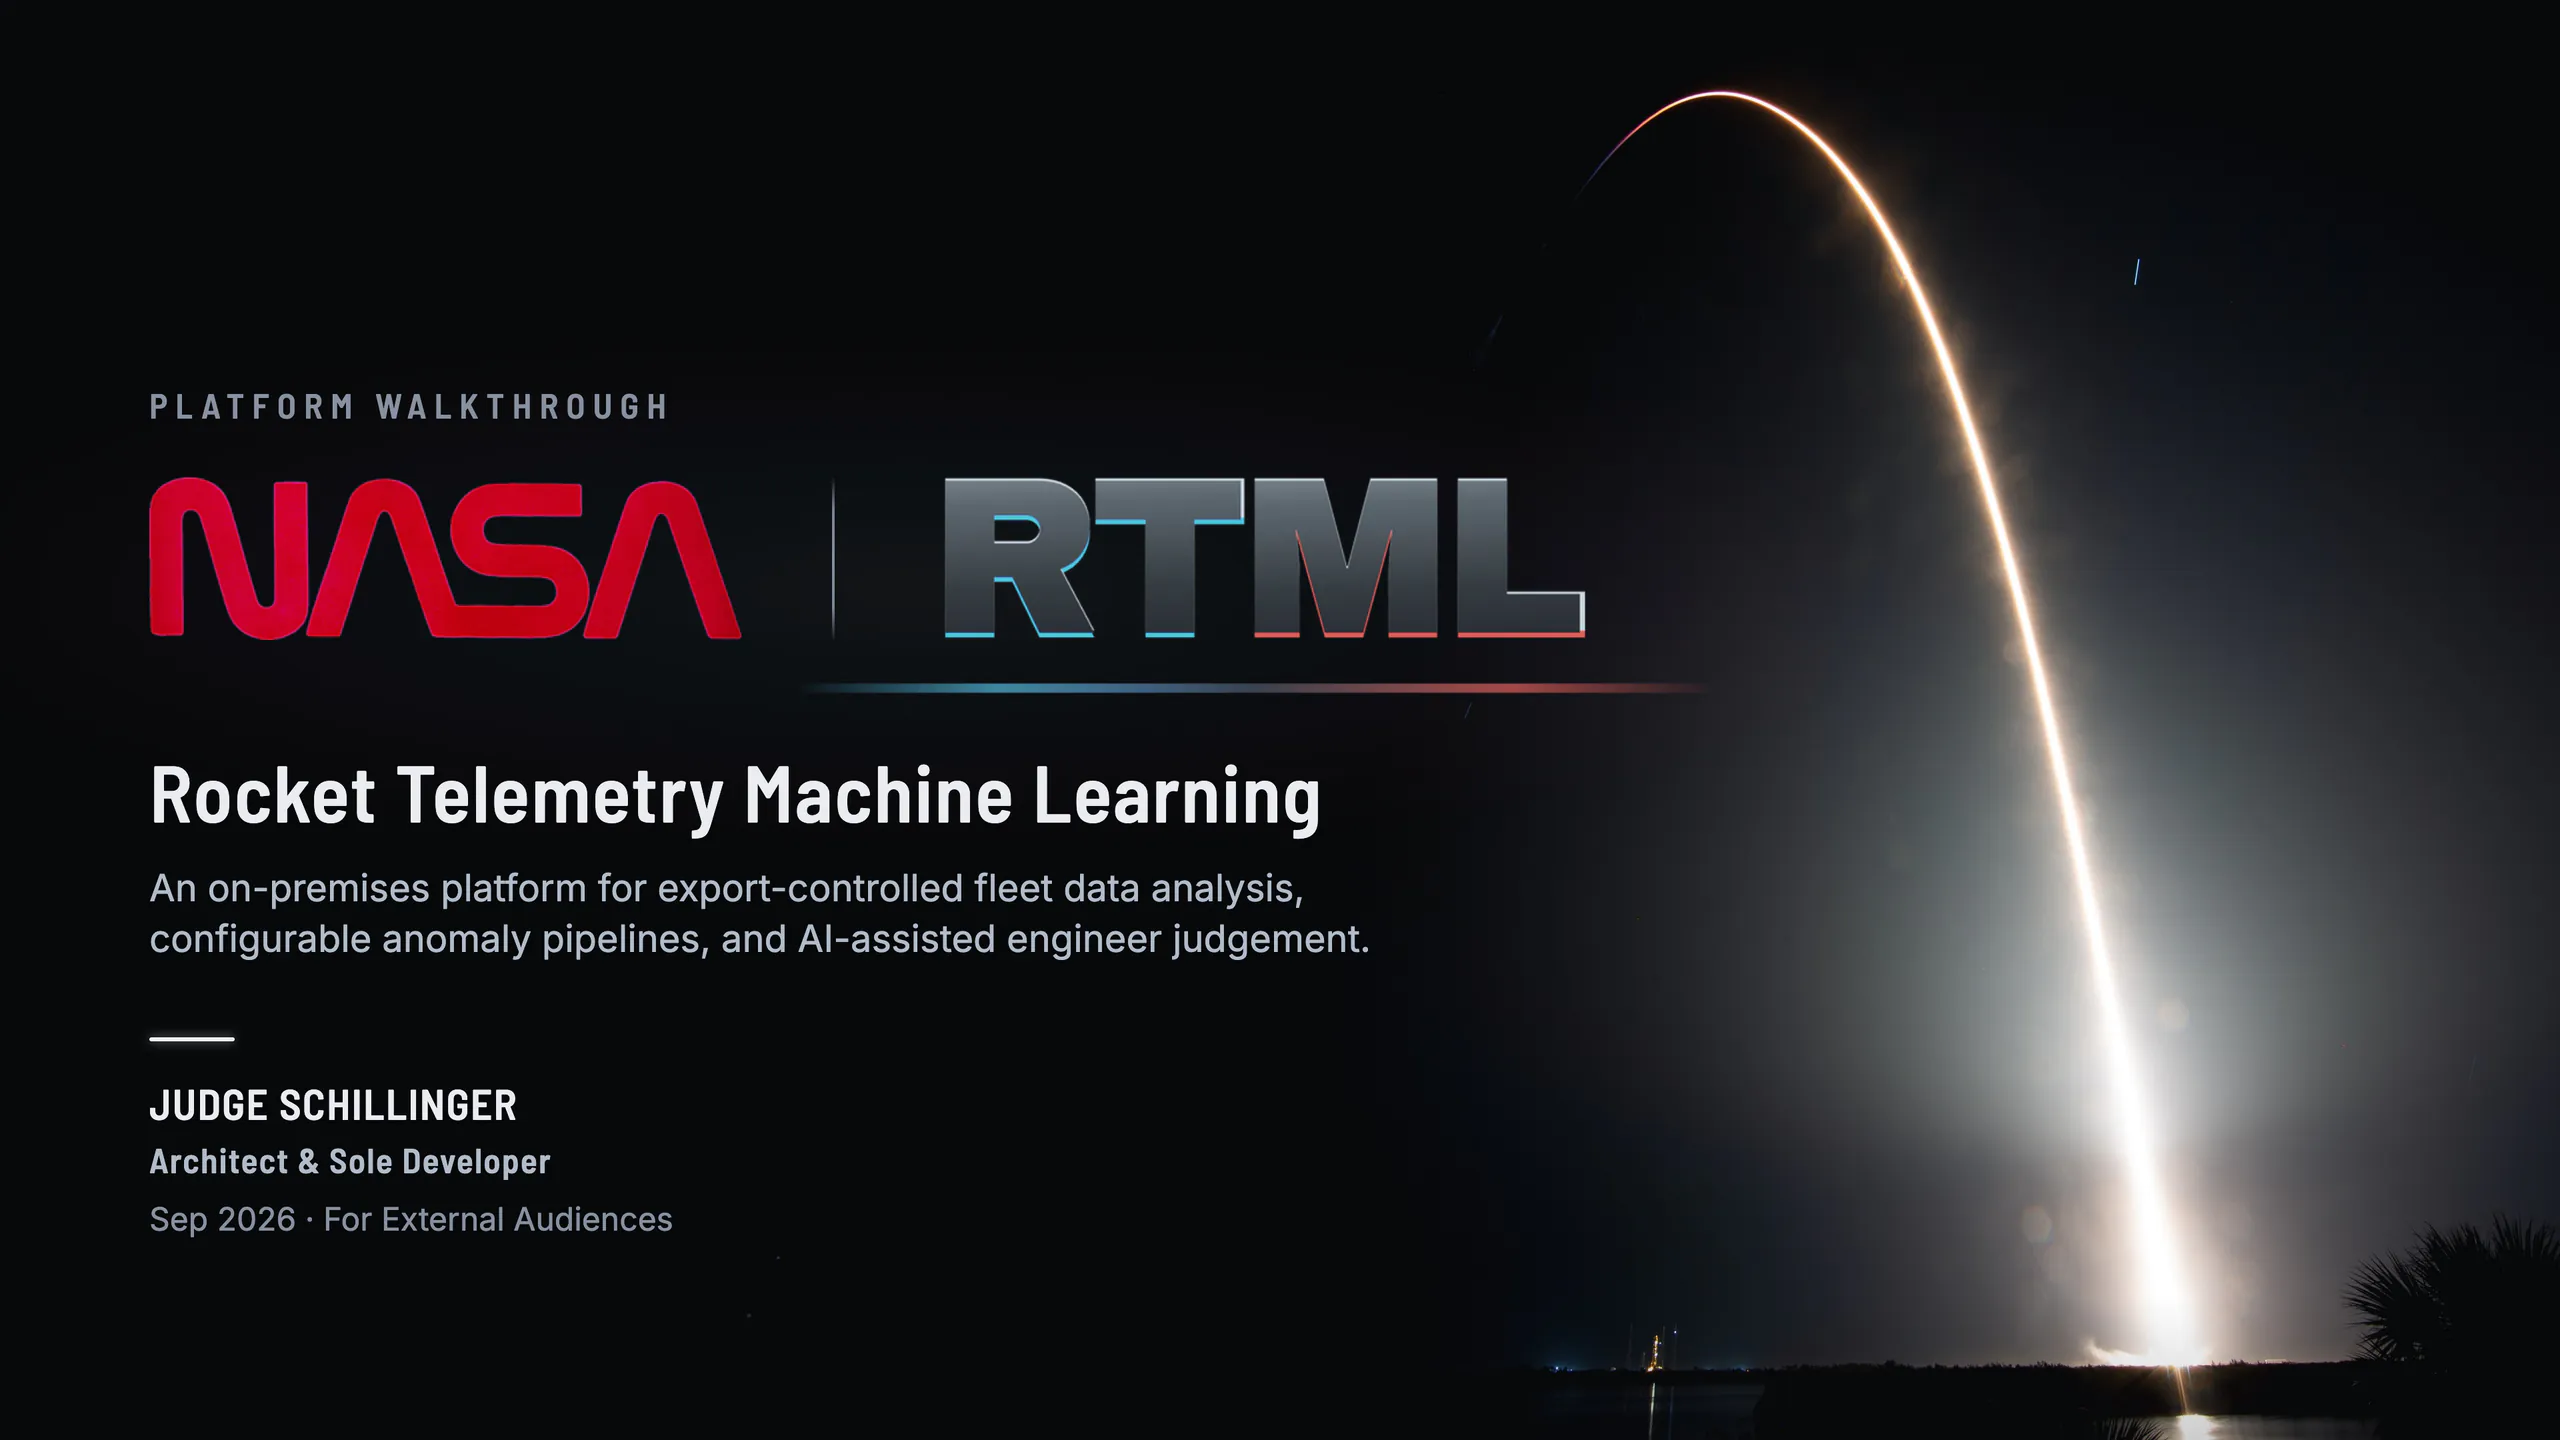 PLATFORM WALKTHROUGH
NASA RTML
Rocket Telemetry Machine Learning
An on-premises platform for export-controlled fleet data analysis,
configurable anomaly pipelines, and AI-assisted engineer judgement.
JUDGE SCHILLINGER
Architect & Sole Developer
Sep 2026 · For External Audiences